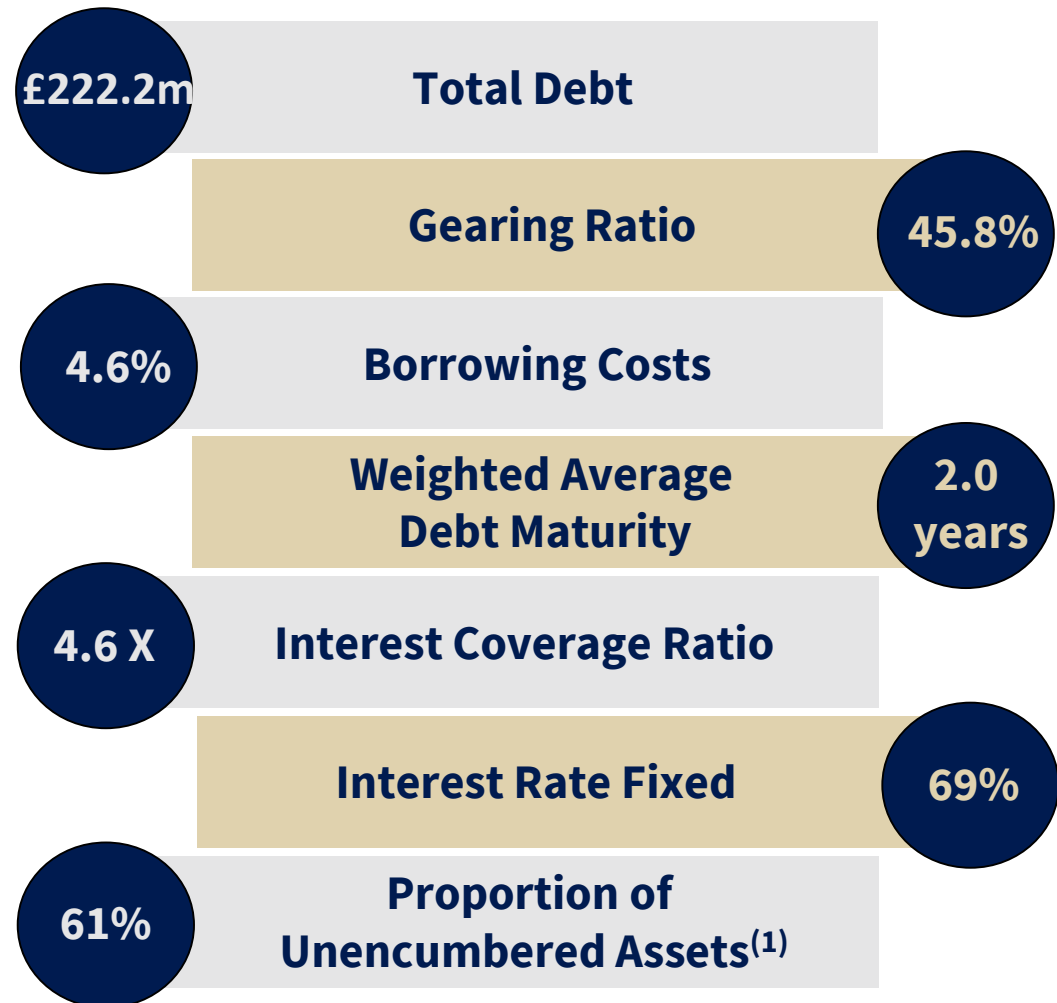 £222.2m
Total Debt
Gearing Ratio
45.8%
4.6%
Borrowing Costs
Weighted Average
Debt Maturity
2.0
years
4.6 X
Interest Coverage Ratio
Interest Rate Fixed
69%
61%
Proportion of
Unencumbered Assets(1)